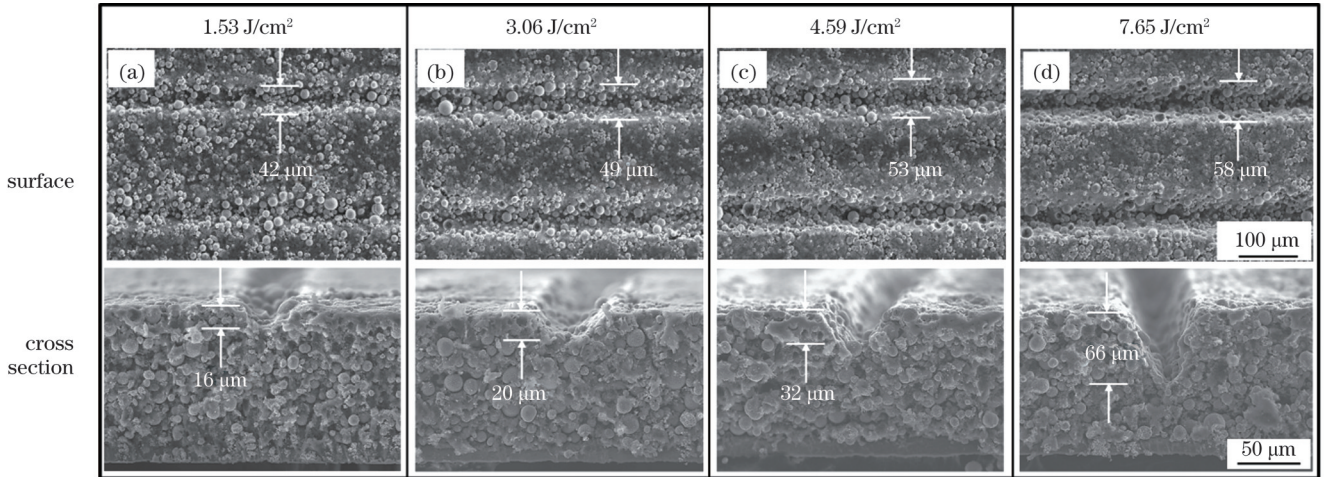 1.53 J/cm²
3.06 J/cm²
4.59 J/cm²
7.65 J/cm²
surface
(a)
(b)
(c)
(d)
42 μm
49 μm
53 μm
58 μm
100 μm
cross
section
16 μm
20 μm
32 μm
66 μm
50 μm